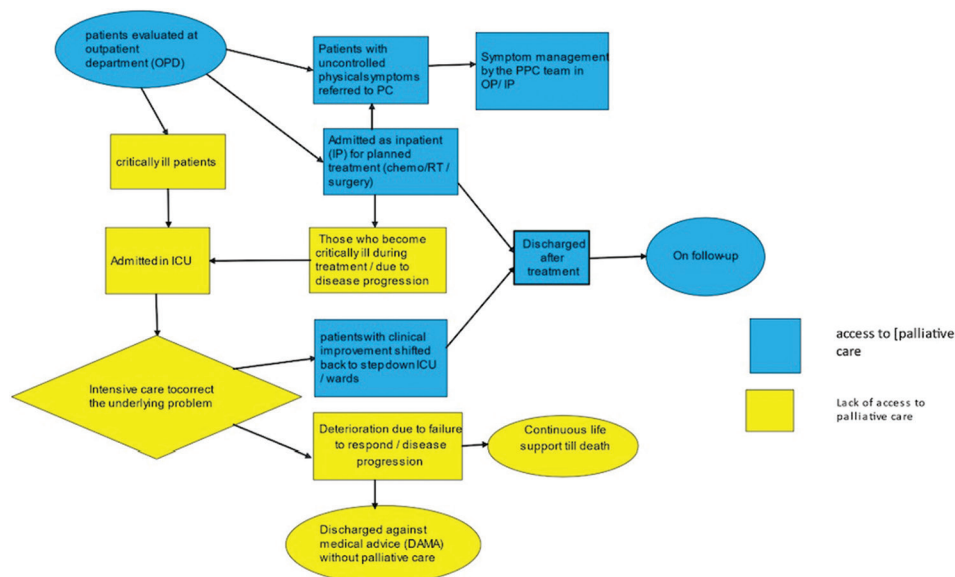 patients evaluated at
outpatient
department (OPD)
Patients with
uncontrolled
physicalsymptoms
referred to PC
Symptom management
by the PPC team in
OP/ IP
critically ill patients
Admitted as inpatient
(IP) for planned
treatment (chemo/RT /
surgery)
Admitted in ICU
Those who become
critically ill during
treatment / due to
disease progression
Discharged
after
treatment
On follow-up
patientswith clinical
improvement shifted
back to stepdown ICU
/ wards
access to [palliative
care
Intensive care tocorrect
the underlying problem
Lack of access to
palliative care
Deterioration due to failure
to respond / disease
progression
Continuous life
support till death
Discharged against
medical advice (DAMA)
without palliative care